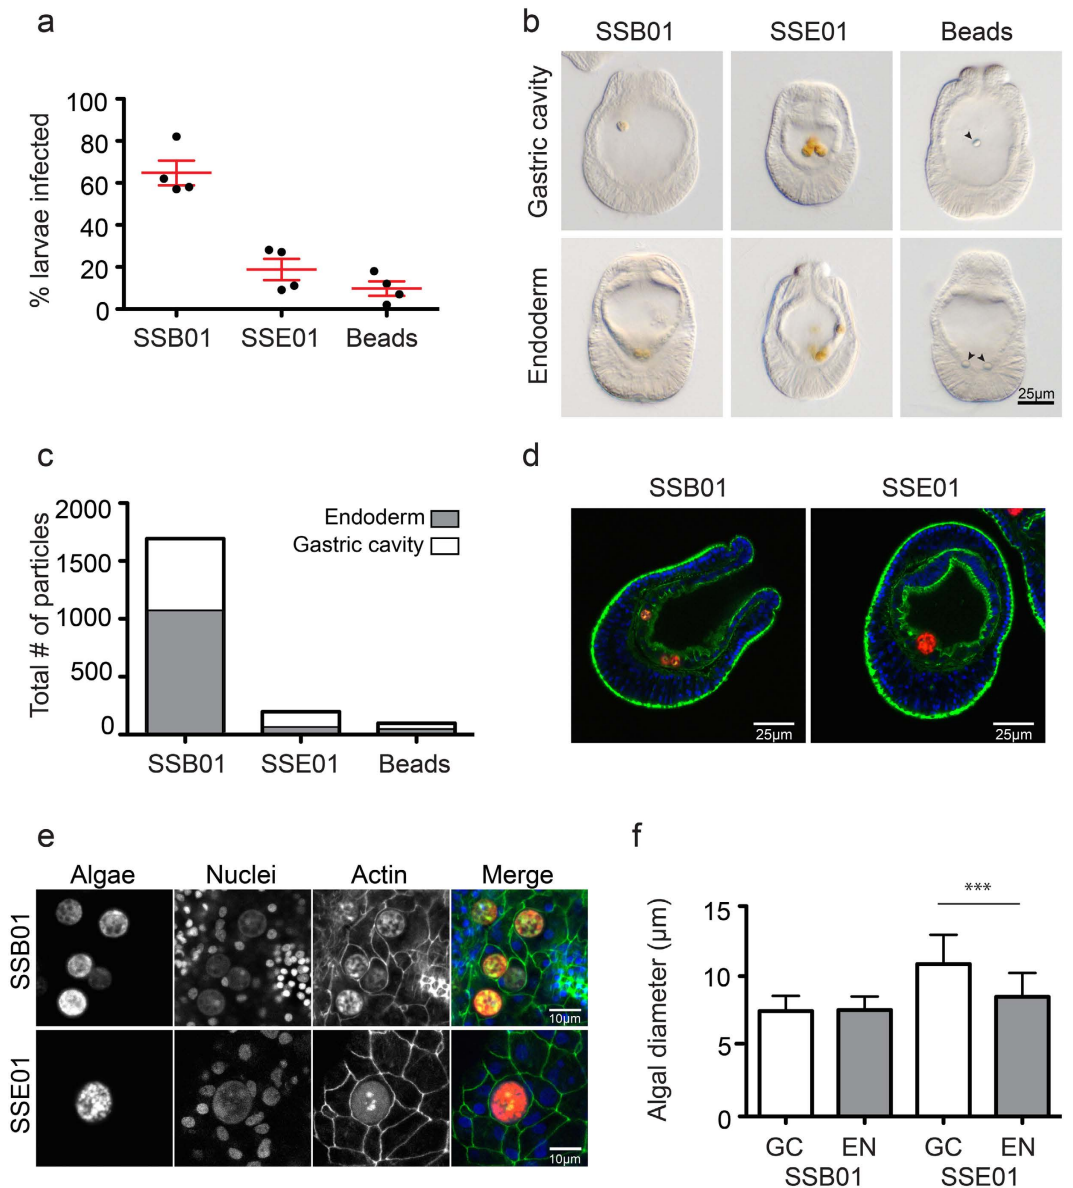 a
% larvae infected
100
80
60
40
20
0
SSB01 SSE01 Beads
b
SSB01 SSE01 Beads
Gastric cavity
Endoderm
25µm
c
Total # of particles
2000
1500
1000
500
0
Endoderm
Gastric cavity
SSB01 SSE01 Beads
d
SSB01 SSE01
25µm 25µm
e
Algae Nuclei Actin Merge
SSB01
10µm
SSE01
10µm
f
Algal diameter (µm)
15
10
5
0
***
GC EN GC EN
SSB01 SSE01